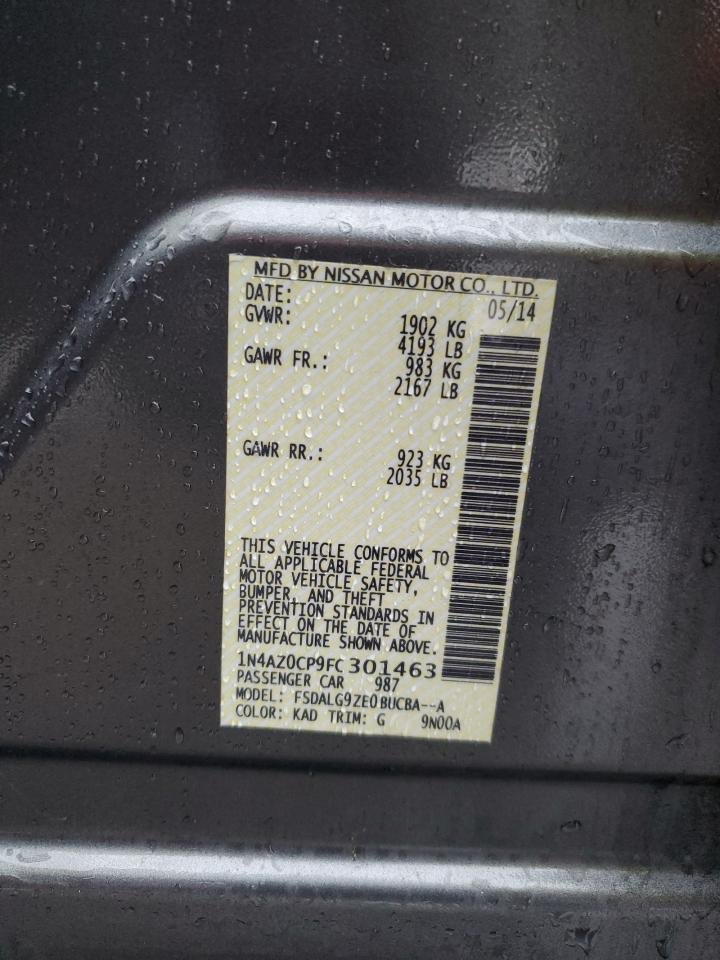 MFD BY NISSAN MOTOR CO., LTD.
DATE: 05/14
GVWR: 1902 KG
4193 LB
GAWR FR.: 983 KG
2167 LB
GAWR RR.: 923 KG
2035 LB
THIS VEHICLE CONFORMS TO
ALL APPLICABLE FEDERAL
MOTOR VEHICLE SAFETY,
BUMPER, AND THEFT
PREVENTION STANDARDS IN
EFFECT ON THE DATE OF
MANUFACTURE SHOWN ABOVE.
1N4AZ0CP9FC301463
PASSENGER CAR 987
MODEL: FSDALG9ZE0BUCBA--A
COLOR: KAD TRIM: G 9N00A